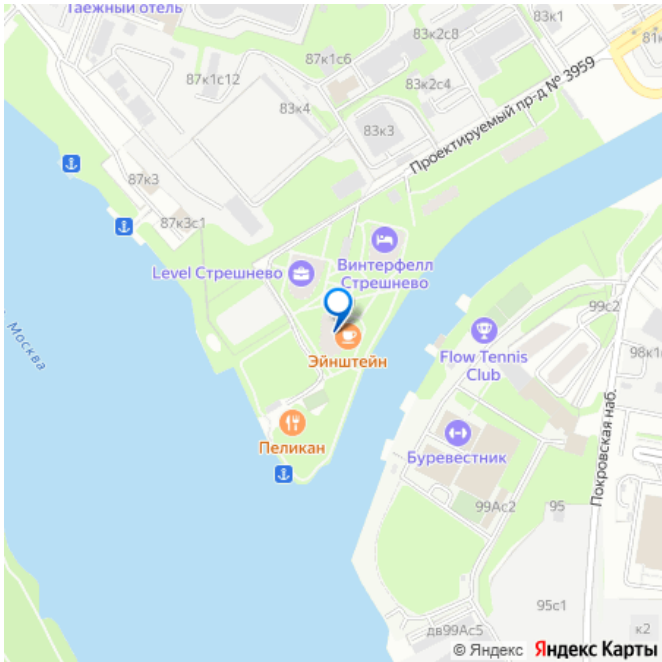 Таежный отель
83к1
83к2с8
81к
87к1с6
87к1с12
83к2с4
83к4
83к3
Проектируемый пр-д № 3959
87к3
87к3с1
Level Стрешнево
Винтерфелл
Стрешнево
Москва
99с2
Flow Tennis
Club
98к1
Эйнштейн
Пеликан
Буревестник
Покровская наб.
99Ас2
95
95с1
дв99Ас5
к2
© Яндекс Яндекс Карты